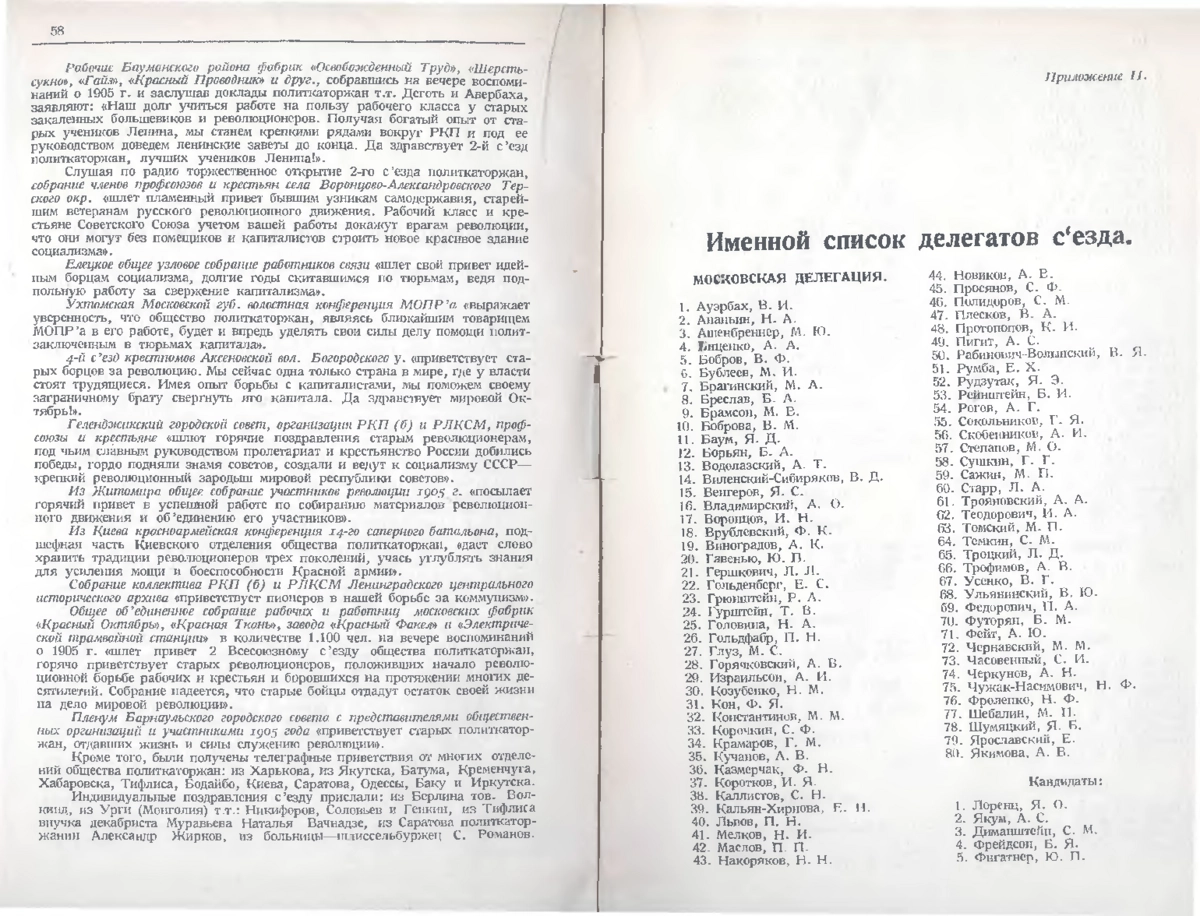 58
Рабочие Баумановского района фабрик «Освобожденный Труд», «Шерсть-
сукно», «Гайл», «Красный Проводник» и друг., собравшись на вечере воспоми-
наний о 1905 г. и заслушав доклады политкаторжан т.т. Деготь и Авербаха,
заявляют: «Наш долг учиться работе на пользу рабочего класса у старых
закаленных большевиков и революционеров. Получая богатый опыт от ста-
рых учеников Ленина, мы станем крепкими рядами вокруг РКП и под ее
руководством доведем ленинские заветы до конца. Да здравствует 2-й с'езд
политкаторжан, лучших учеников Ленина!».
Слушая по радио торжественное открытие 2-го с'езда политкаторжан,
собрание членов профсоюзов и крестьян села Воронцово-Александровского Тер-
ского окр. «шлет пламенный привет бывшим узникам самодержавия, старей-
шим ветеранам русского революционного движения. Рабочий класс и кре-
стьяне Советского Союза учетом вашей работы докажут врагам революции,
что они могут без помещиков и капиталистов строить новое красивое здание
социализма».
Елецкое общее узловое собрание работников связи «шлет свой привет идей-
ным борцам социализма, долгие годы скитавшимся по тюрьмам, ведя под-
польную работу за свержение капитализма».
Ухтомская Московской губ. волостная конференция МОПР'а «выражает
уверенность, что общество политкаторжан, являясь ближайшим товарищем
МОПР'а в его работе, будет и впредь уделять свои силы делу помощи полит-
заключенным в тюрьмах капитала».
4-й с'езд кресткомов Аксеновской вол. Богородского у. «приветствует ста-
рых борцов за революцию. Мы сейчас одна только страна в мире, где у власти
стоят трудящиеся. Имея опыт борьбы с капиталистами, мы поможем своему
заграничному брату свергнуть иго капитала. Да здравствует мировой Ок-
тябрь!».
Геленджикский городской совет, организация РКП (б) и РЛКСМ, проф-
союзы и крестьяне «шлют горячие поздравления старым революционерам,
под чьим славным руководством пролетариат и крестьянство России добились
победы, гордо подняли знамя советов, создали и ведут к социализму СССР—
крепкий революционный зародыш мировой республики советов».
Из Житомира общее собрание участников революции 1905 г. «посылает
горячий привет в успешной работе по собиранию материалов революцион-
ного движения и об'единению его участников».
Из Киева красноармейская конференция 14-го саперного батальона, под-
шефная часть Киевского отделения общества политкаторжан, «дает слово
хранить традиции революционеров трех поколений, учась углублять знания
для усиления мощи и боеспособности Красной армии».
Собрание коллектива РКП (б) и РЛКСМ Ленинградского центрального
исторического архива «приветствует пионеров в нашей борьбе за коммунизм».
Общее об'единенное собрание рабочих и работниц московских фабрик
«Красный Октябрь», «Красная Ткань», завода «Красный Факел» и «Электриче-
ской трамвайной станции» в количестве 1.100 чел. на вечере воспоминаний
о 1905 г. «шлет привет 2 Всесоюзному с'езду общества политкаторжан,
горячо приветствует старых революционеров, положивших начало револю-
ционной борьбе рабочих и крестьян и боровшихся на протяжении многих де-
сятилетий. Собрание надеется, что старые бойцы отдадут остаток своей жизни
на дело мировой революции».
Пленум Барнаульского городского совета с представителями обществен-
ных организаций и участниками 1905 года «приветствует старых политкатор-
жан, отдавших жизнь и силы служению революции».
Кроме того, были получены телеграфные приветствия от многих отделе-
ний общества политкаторжан: из Харькова, из Якутска, Батума, Кременчуга,
Хабаровска, Тифлиса, Бодайбо, Киева, Саратова, Одессы, Баку и Иркутска.
Индивидуальные поздравления с'езду прислали: из Берлина тов. Вол-
квид, из Урги (Монголия) т.т.: Никифоров, Соловьев и Генкин, из Тифлиса
внучка декабриста Муравьева Наталья Вачнадзе, из Саратова политкатор-
жанин Александр Жирков, из больницы—шлиссельбуржец С. Романов.
Приложение II.
Именной список делегатов с'езда.
МОСКОВСКАЯ ДЕЛЕГАЦИЯ.
1. Ауэрбах, В. И.
2. Ананьин, Н. А.
3. Ашенбреннер, М. Ю.
4. Биценко, А. А.
5. Бобров, В. Ф.
6. Бублеев, М. И.
7. Брагинский, М. А.
8. Бреслав, Б. А.
9. Брамсон, М. В.
10. Боброва, В. М.
11. Баум, Я. Д.
12. Борьян, Б. А.
13. Водолазский, А. Т.
14. Виленский-Сибиряков, В. Д.
15. Венгеров, Я. С.
16. Владимирский, А. О.
17. Воронцов, И. Н.
18. Врублевский, Ф. К.
19. Виноградов, А. К.
20. Гавенью, Ю. П.
21. Гершкович, Л. Л.
22. Гольденберг, Е. С.
23. Грюнштейн, Р. А.
24. Гурштейн, Т. В.
25. Головина, Н. А.
26. Гольдфабр, П. Н.
27. Глуз, М. С.
28. Горячковский, А. В.
29. Израильсон, А. И.
30. Козубенко, Н. М.
31. Кон, Ф. Я.
32. Константинов, М. М.
33. Корочкин, С. Ф.
34. Крамаров, Г. М.
35. Кучанов, А. В.
36. Казмерчак, Ф. Н.
37. Коротков, И. Я.
38. Каллистов, С. Н.
39. Кальян-Хирпова, Е. Н.
40. Львов, П. Н.
41. Мелков, Н. И.
42. Маслов, П. П.
43. Накоряков, Н. Н.
44. Новиков, А. В.
45. Просянов, С. Ф.
46. Полидоров, С. М.
47. Плесков, В. А.
48. Протопопов, К. И.
49. Пигит, А. С.
50. Рабинович-Волынский, В. Я.
51. Румба, Е. Х.
52. Рудзутак, Я. Э.
53. Рейнштейн, Б. И.
54. Рогов, А. Г.
55. Сокольников, Г. Я.
56. Скобенников, А. И.
57. Степанов, М. О.
58. Сушкин, Г. Г.
59. Сажин, М. П.
60. Старр, Л. А.
61. Трояновский, А. А.
62. Теодорович, И. А.
63. Томский, М. П.
64. Темкин, С. М.
65. Троцкий, Л. Д.
66. Трофимов, А. В.
67. Усенко, В. Г.
68. Ульянинский, В. Ю.
69. Федорович, П. А.
70. Футорян, Б. М.
71. Фейт, А. Ю.
72. Чернавский, М. М.
73. Часовенный, С. И.
74. Черкунов, А. Н.
75. Чужак-Насимович, Н. Ф.
76. Фроленко, Н. Ф.
77. Шебалин, М. П.
78. Шумяцкий, Я. Б.
79. Ярославский, Е.
80. Якимова, А. В.
Кандидаты:
1. Лоренц, Я. О.
2. Якум, А. С.
3. Диманштейн, С. М.
4. Фрейдсон, Б. Я.
5. Фигатнер, Ю. П.